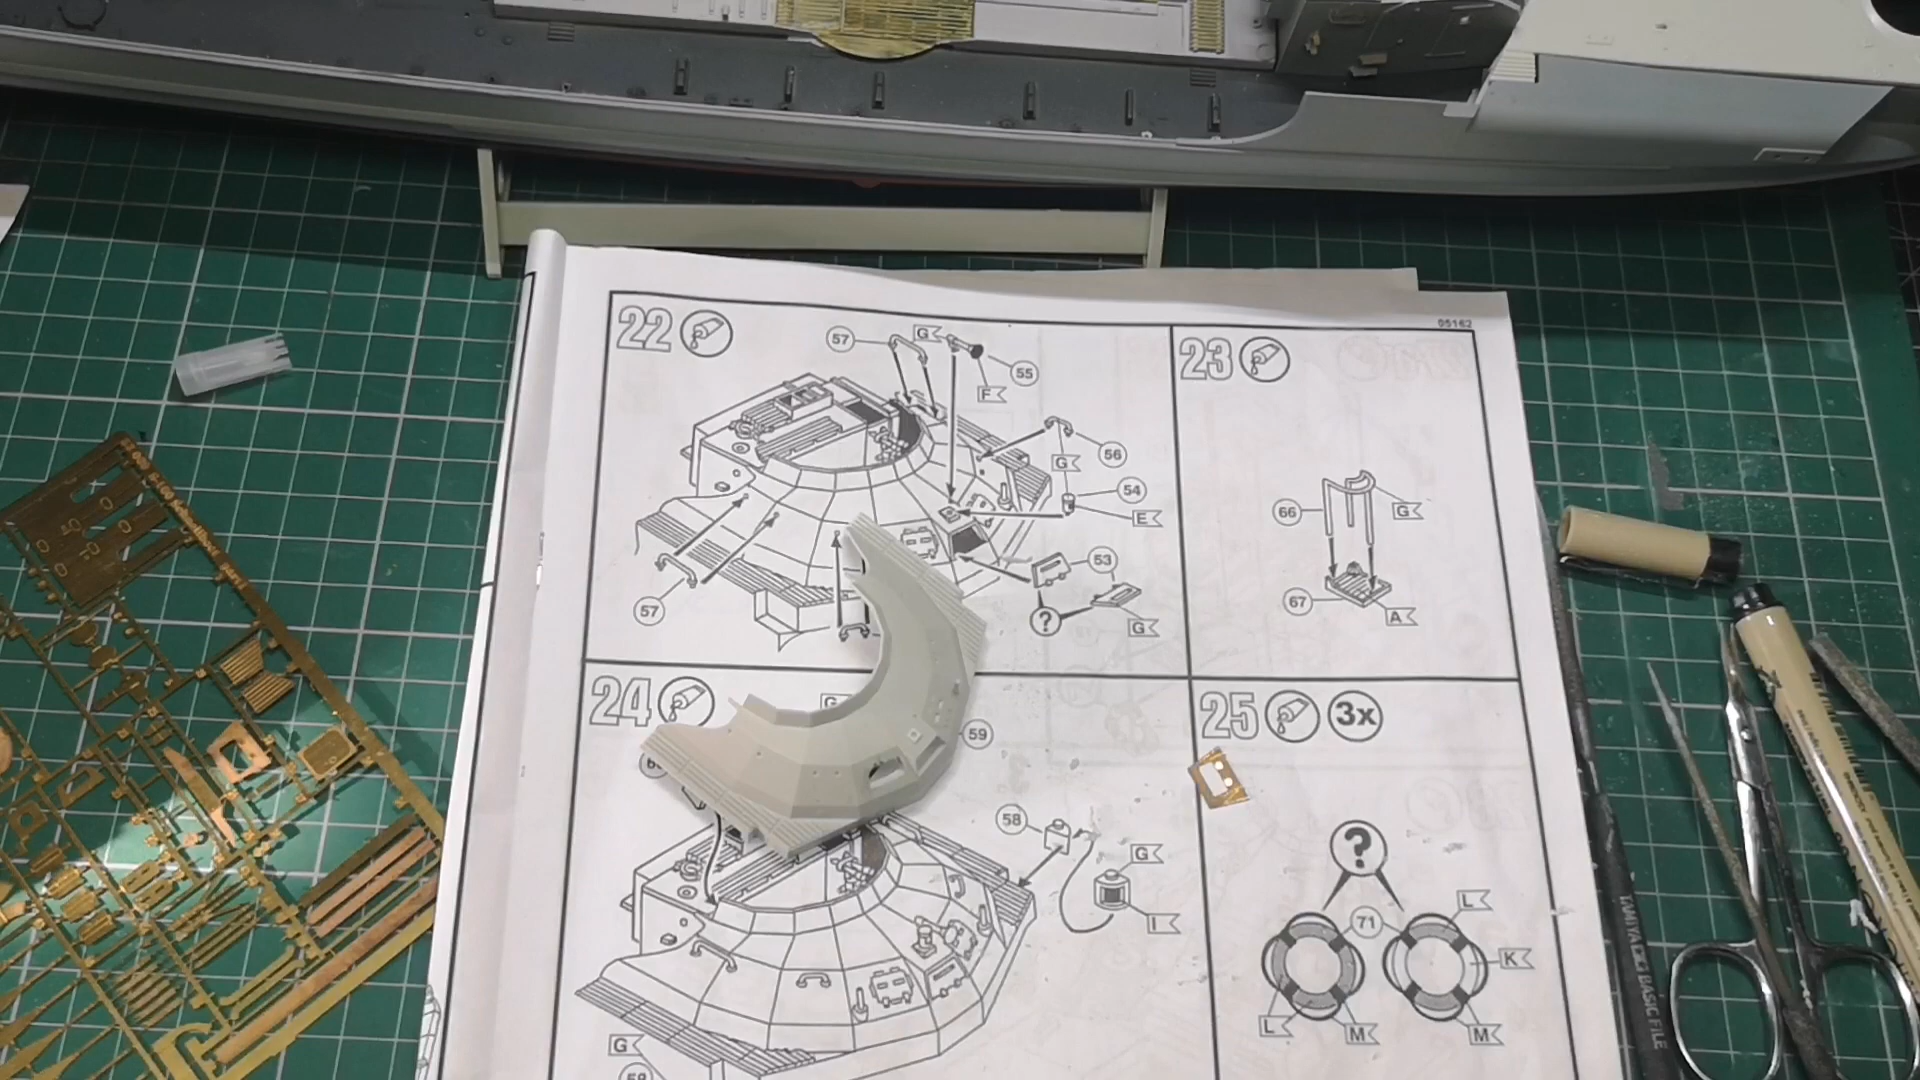 05162
22
57
G
55
F
56
G
54
E
53
?
G
57
23
66
G
67
A
24
G
59
58
G
I
G
25
3x
?
71
L
K
L
M
M
TAMIYA BASIC FILE